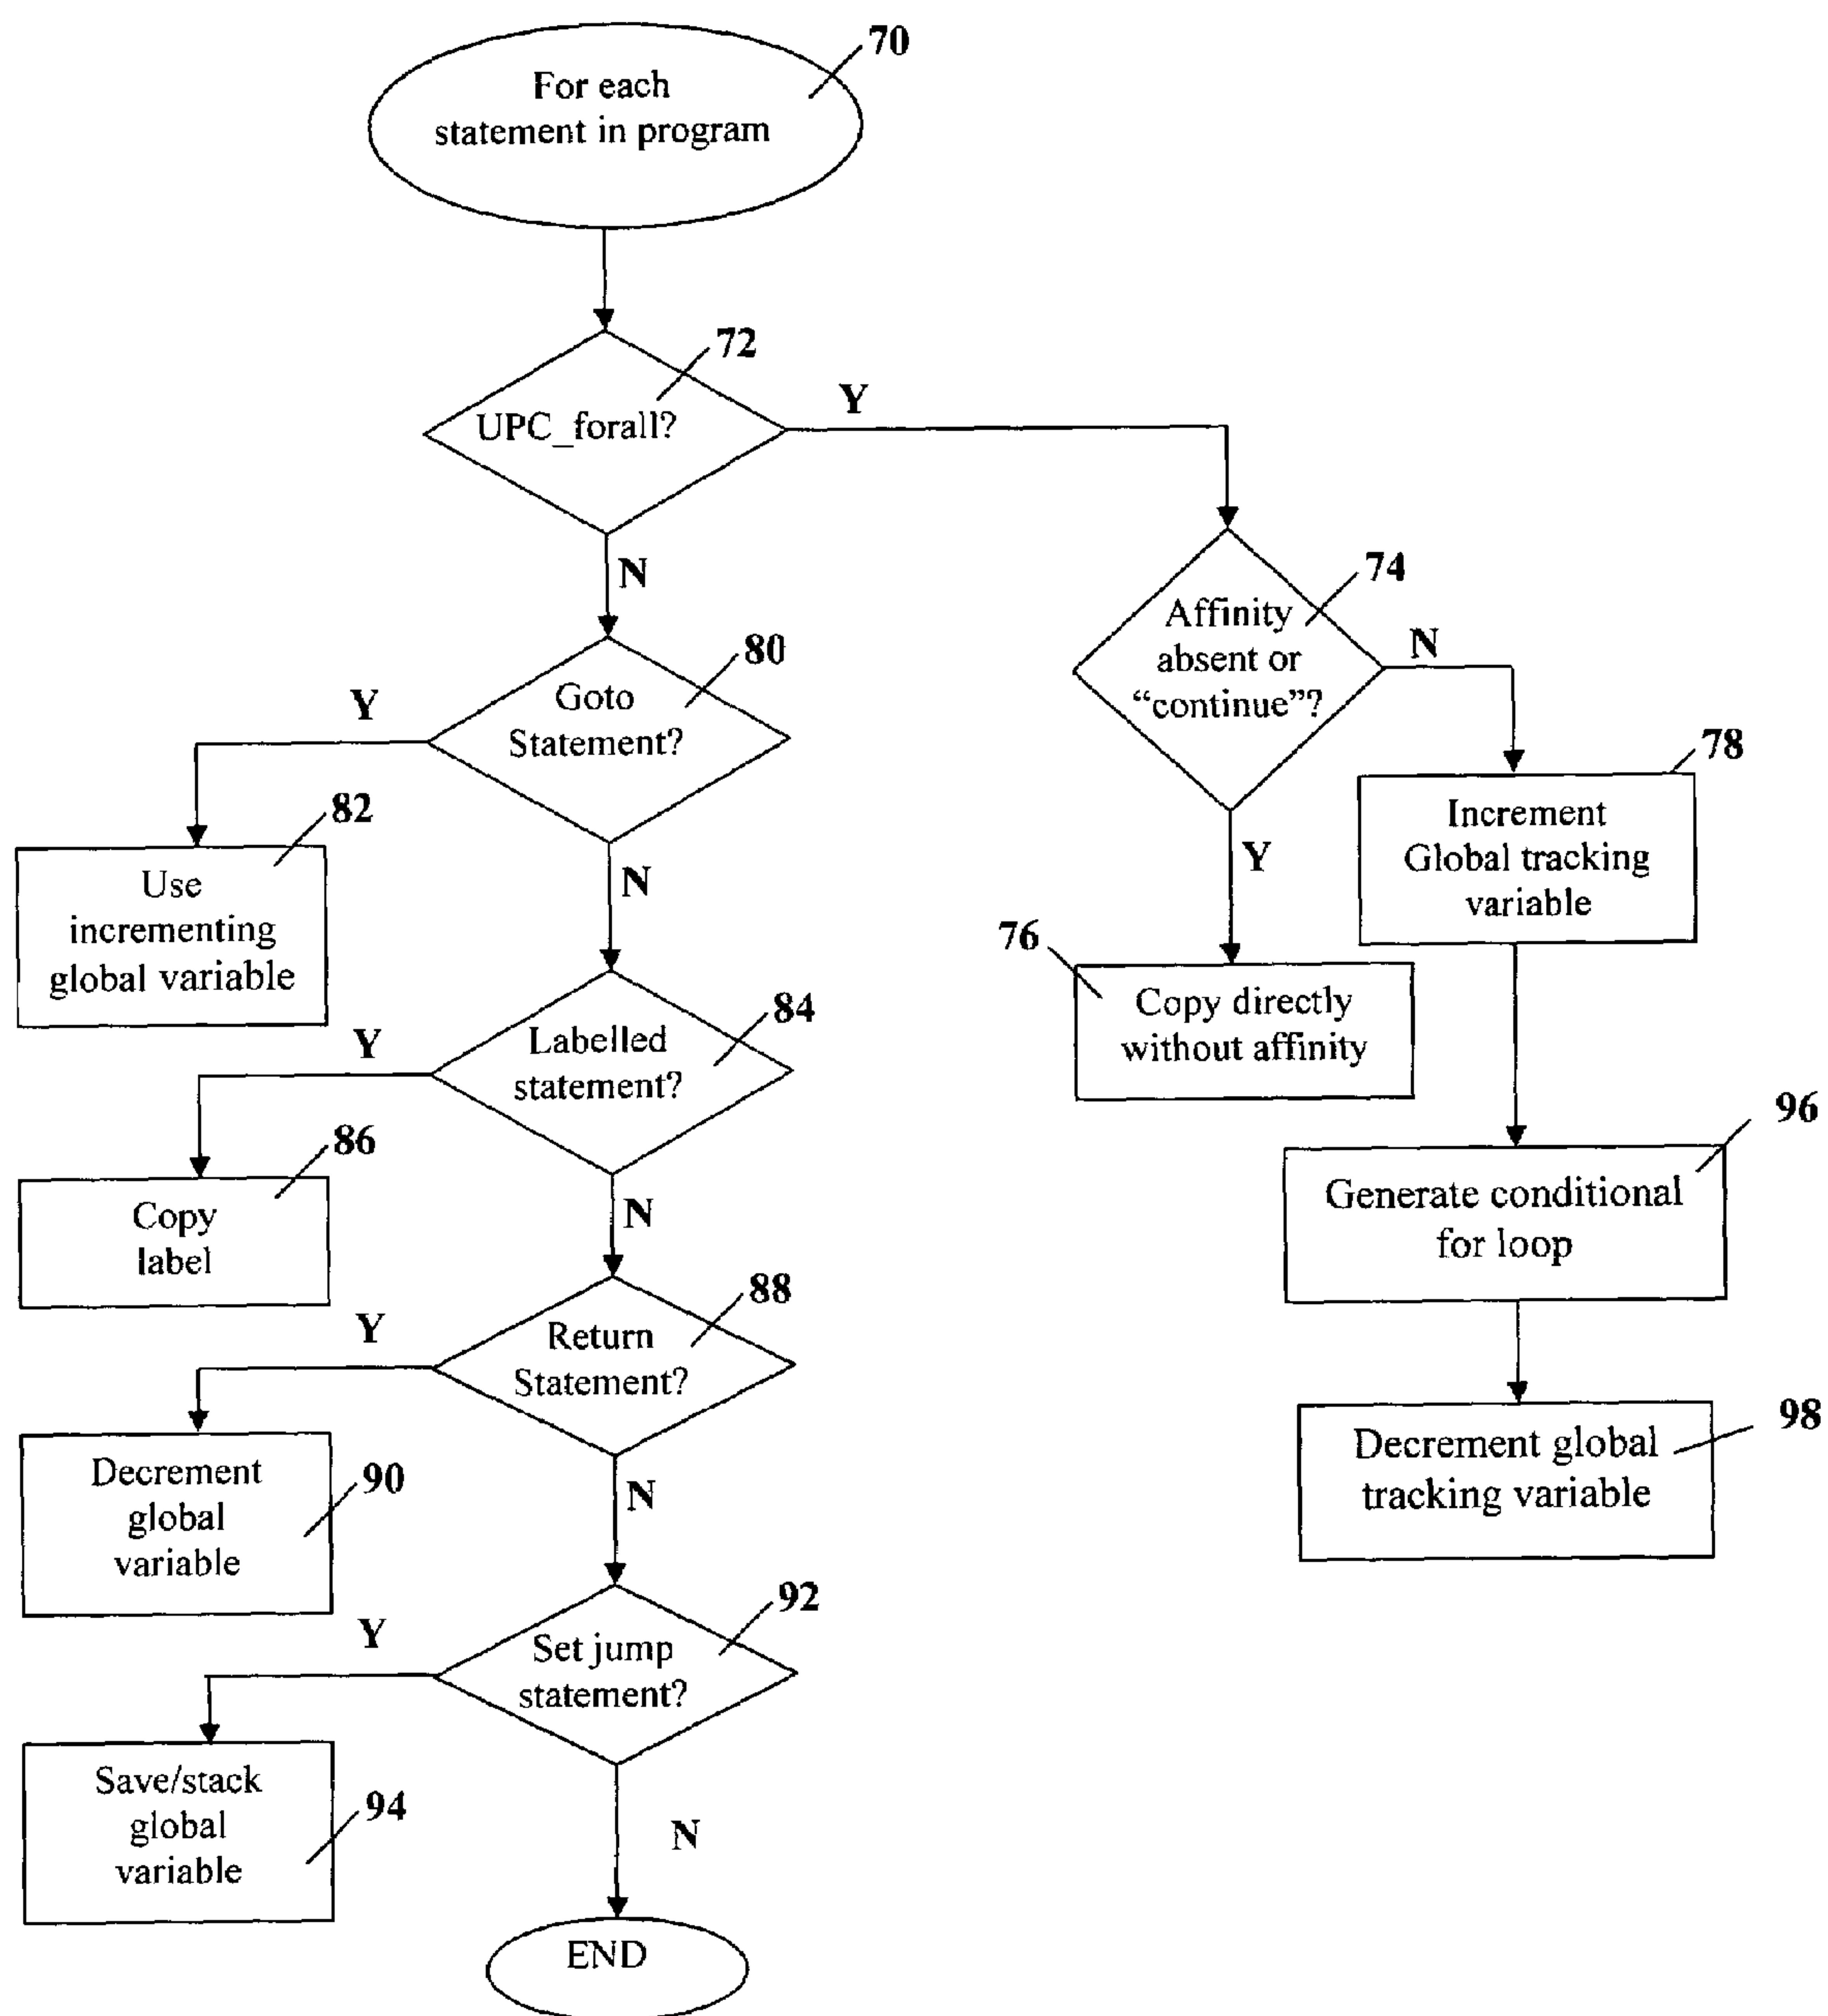 70
For each
statement in program
72
UPC_forall?
Y
N
74
Affinity
absent or
“continue”?
N
Y
78
Increment
Global tracking
variable
76
Copy directly
without affinity
96
Generate conditional
for loop
98
Decrement global
tracking variable
80
Goto
Statement?
Y
N
82
Use
incrementing
global variable
84
Labelled
statement?
Y
N
86
Copy
label
88
Return
Statement?
Y
N
90
Decrement
global
variable
92
Set jump
statement?
Y
N
94
Save/stack
global
variable
END